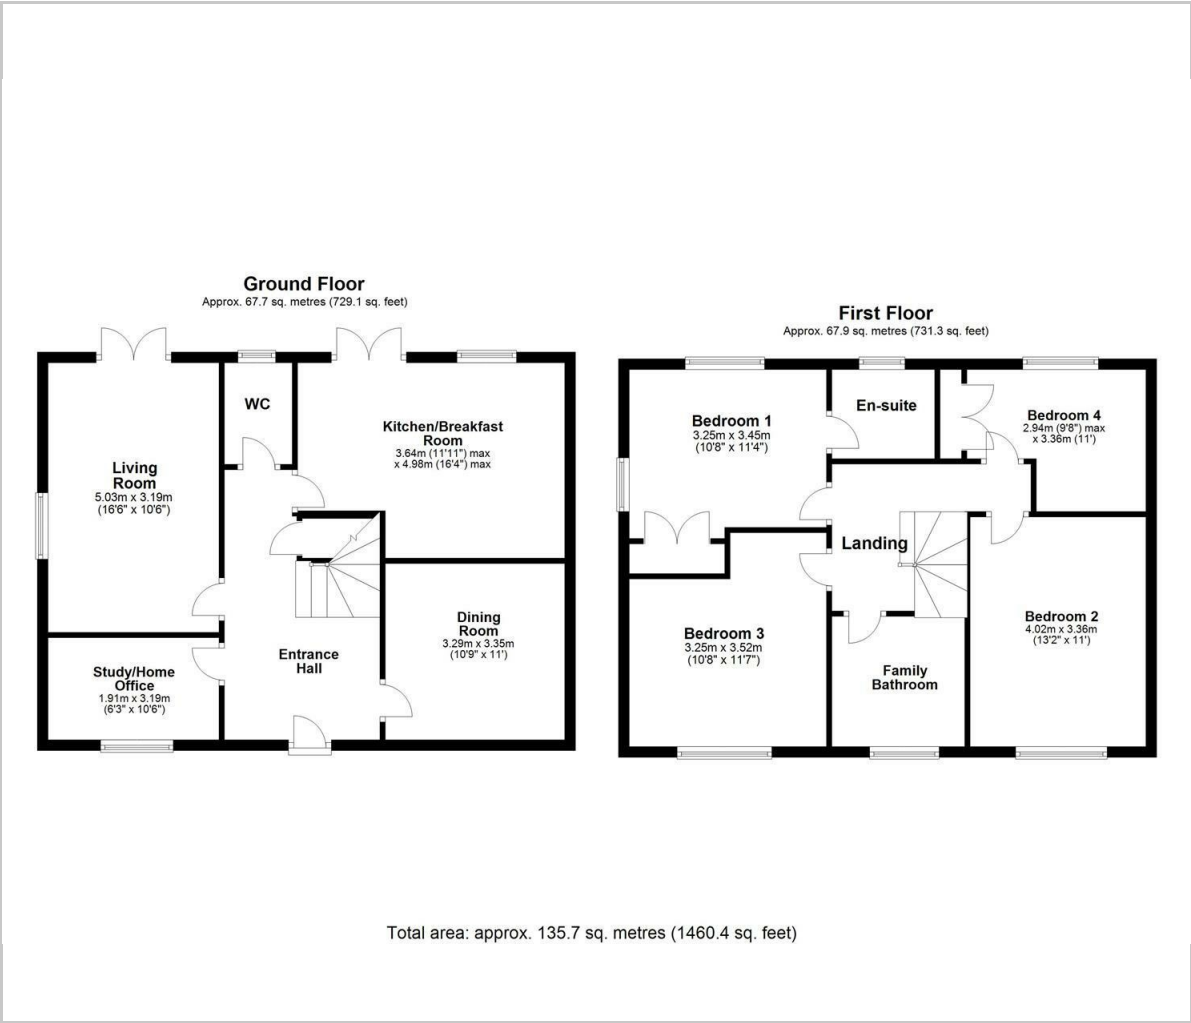 Ground Floor
Approx. 67.7 sq. metres (729.1 sq. feet)
WC
Kitchen/Breakfast
Room
3.64m (11'11") max
x 4.98m (16'4") max
Living
Room
5.03m x 3.19m
(16'6" x 10'6")
Dining
Room
3.29m x 3.35m
(10'9" x 11')
Entrance
Hall
Study/Home
Office
1.91m x 3.19m
(6'3" x 10'6")
First Floor
Approx. 67.9 sq. metres (731.3 sq. feet)
Bedroom 1
3.25m x 3.45m
(10'8" x 11'4")
En-suite
Bedroom 4
2.94m (9'8") max
x 3.36m (11')
Landing
Bedroom 3
3.25m x 3.52m
(10'8" x 11'7")
Family
Bathroom
Bedroom 2
4.02m x 3.36m
(13'2" x 11')
Total area: approx. 135.7 sq. metres (1460.4 sq. feet)